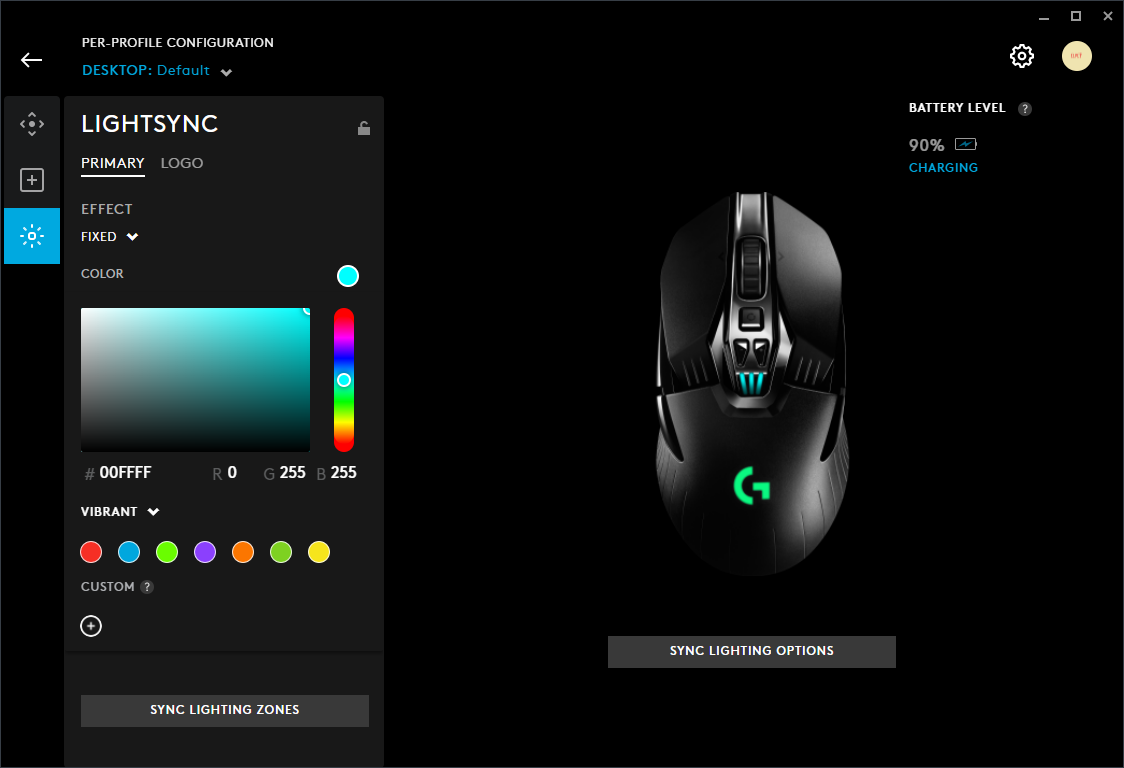 PER-PROFILE CONFIGURATION
DESKTOP: Default
LIGHTSYNC
PRIMARY LOGO
EFFECT
FIXED
COLOR
# 00FFFF R 0 G 255 B 255
VIBRANT
CUSTOM ?
SYNC LIGHTING ZONES
BATTERY LEVEL ?
90%
CHARGING
G
SYNC LIGHTING OPTIONS